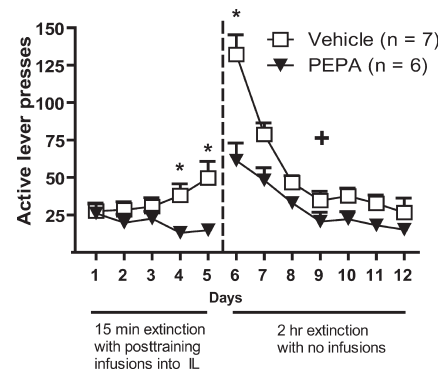 150
125
100
75
50
25
Active lever presses
*
*
*
+
Vehicle (n = 7)
PEPA (n = 6)
1 2 3 4 5 6 7 8 9 10 11 12
Days
15 min extinction
with posttraining
infusions into IL
2 hr extinction
with no infusions